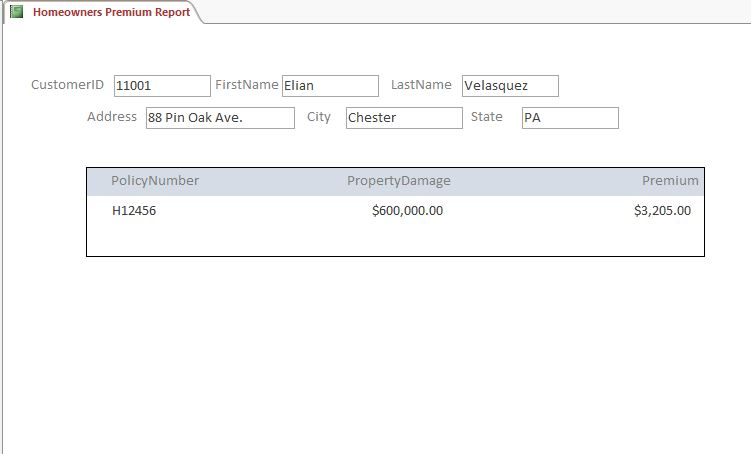 Homeowners Premium Report
CustomerID 11001 FirstName Elian LastName Velasquez
Address 88 Pin Oak Ave. City Chester State PA
PolicyNumber PropertyDamage Premium
H12456 $600,000.00 $3,205.00